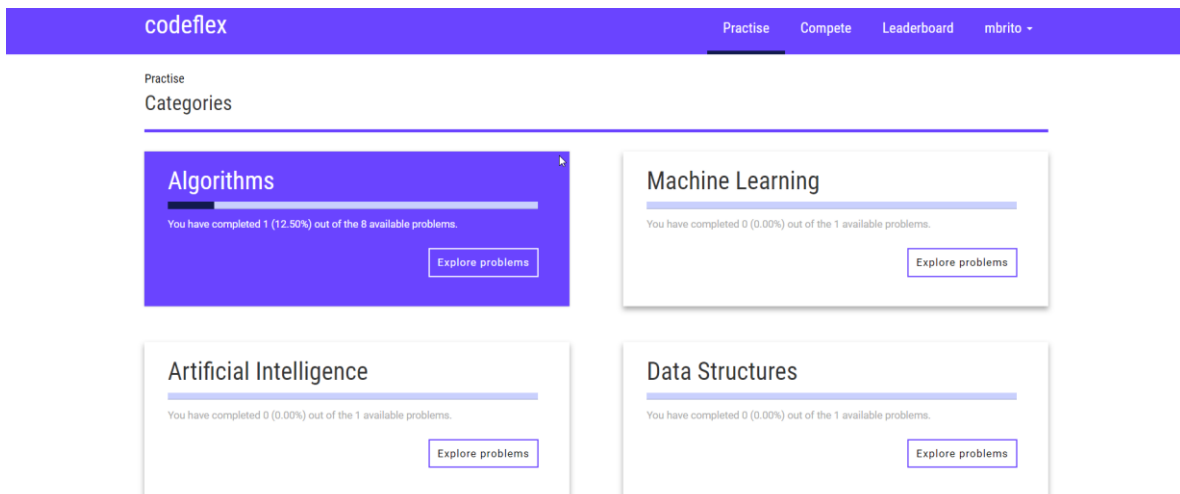 codeflex
Practise Compete Leaderboard mbrito
Practise
Categories
Algorithms
You have completed 1 (12.50%) out of the 8 available problems.
Explore problems
Machine Learning
You have completed 0 (0.00%) out of the 1 available problems.
Explore problems
Artificial Intelligence
You have completed 0 (0.00%) out of the 1 available problems.
Explore problems
Data Structures
You have completed 0 (0.00%) out of the 1 available problems.
Explore problems